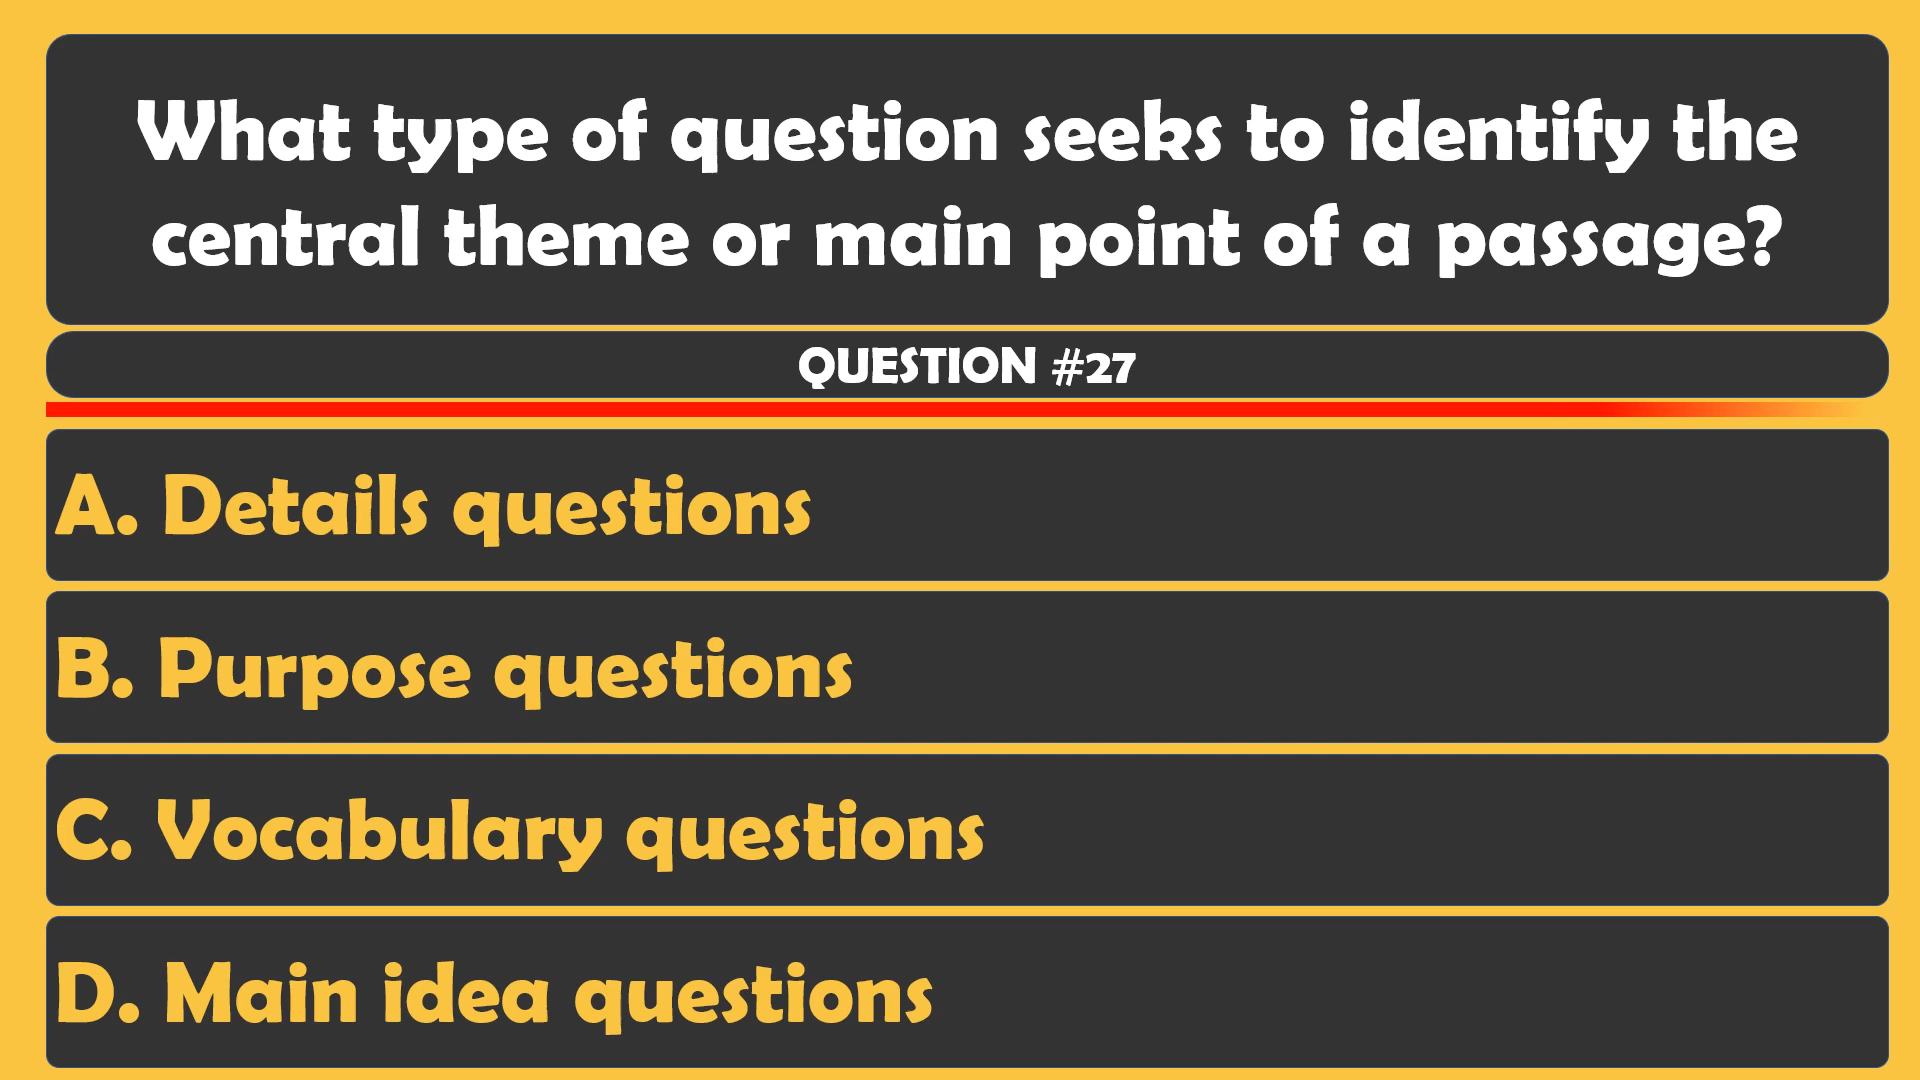 What type of question seeks to identify the
central theme or main point of a passage?
QUESTION #27
A. Details questions
B. Purpose questions
C. Vocabulary questions
D. Main idea questions